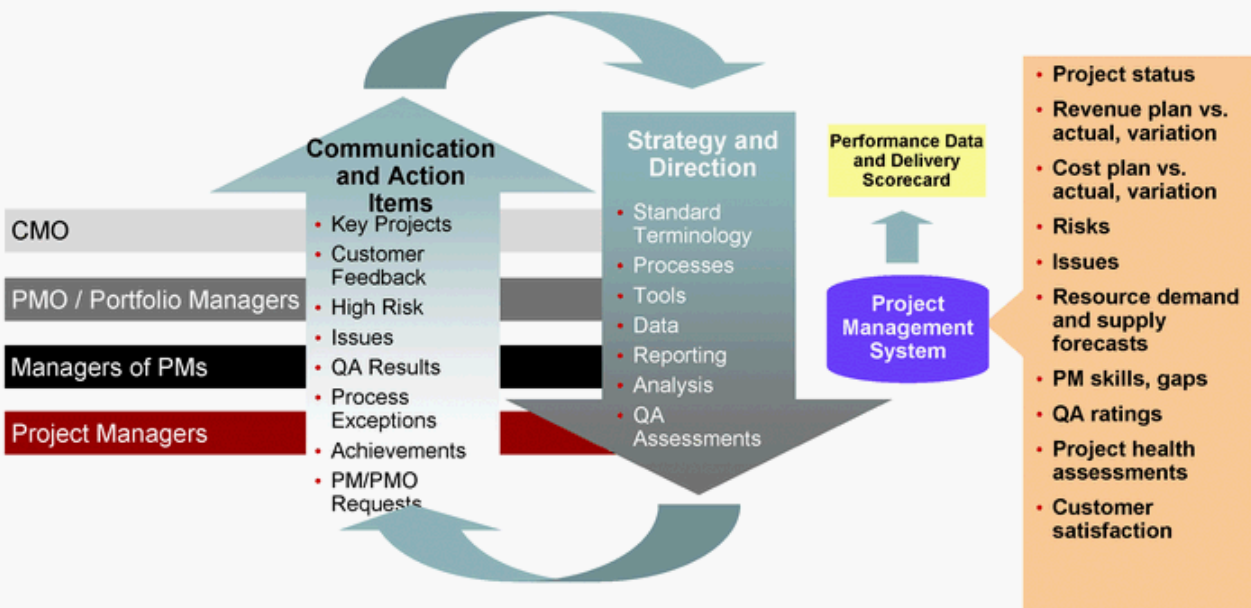 CMO
PMO / Portfolio Managers
Managers of PMs
Project Managers
Communication
and Action
Items
• Key Projects
• Customer
Feedback
• High Risk
• Issues
• QA Results
• Process
Exceptions
• Achievements
• PM/PMO
Requests
Strategy and
Direction
• Standard
Terminology
• Processes
• Tools
• Data
• Reporting
• Analysis
• QA
Assessments
Performance Data
and Delivery
Scorecard
Project
Management
System
• Project status
• Revenue plan vs.
actual, variation
• Cost plan vs.
actual, variation
• Risks
• Issues
• Resource demand
and supply
forecasts
• PM skills, gaps
• QA ratings
• Project health
assessments
• Customer
satisfaction